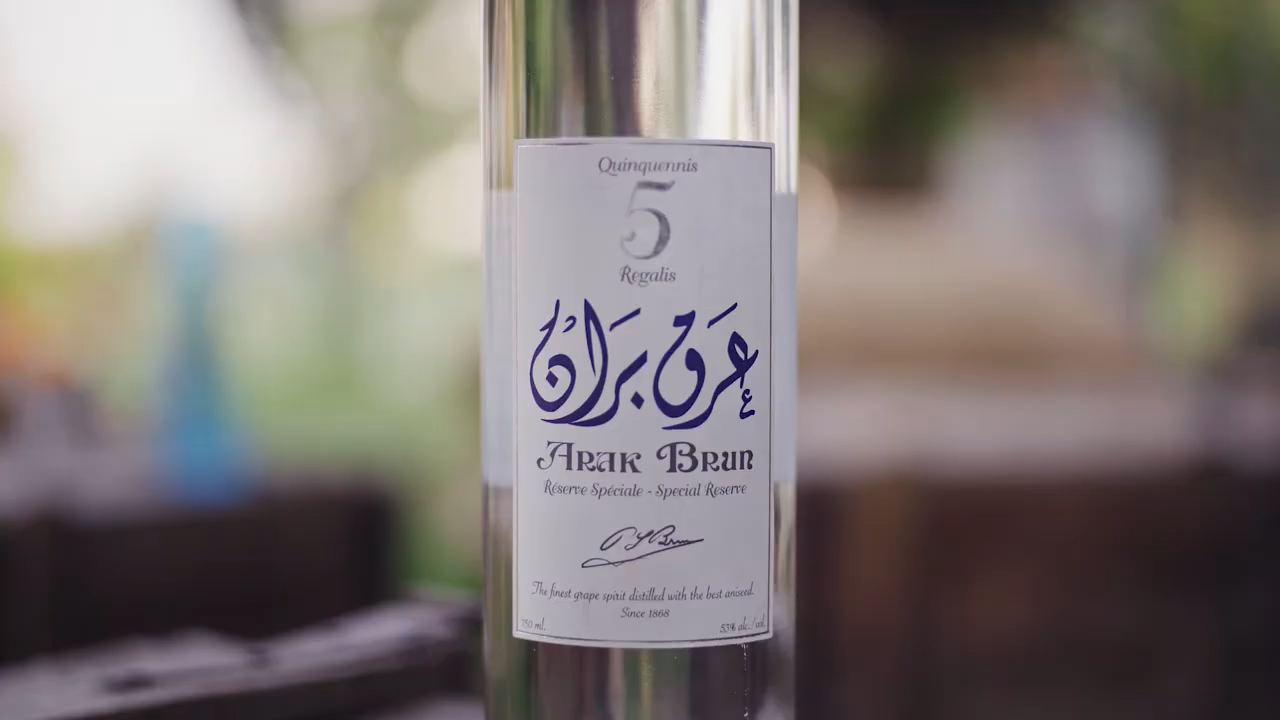 Quinquennis
5
Regalis
عرق بران
Arak Brun
Réserve Spéciale - Special Reserve
The finest grape spirit distilled with the best aniseed.
Since 1868
750 ml. 53% alc./vol.